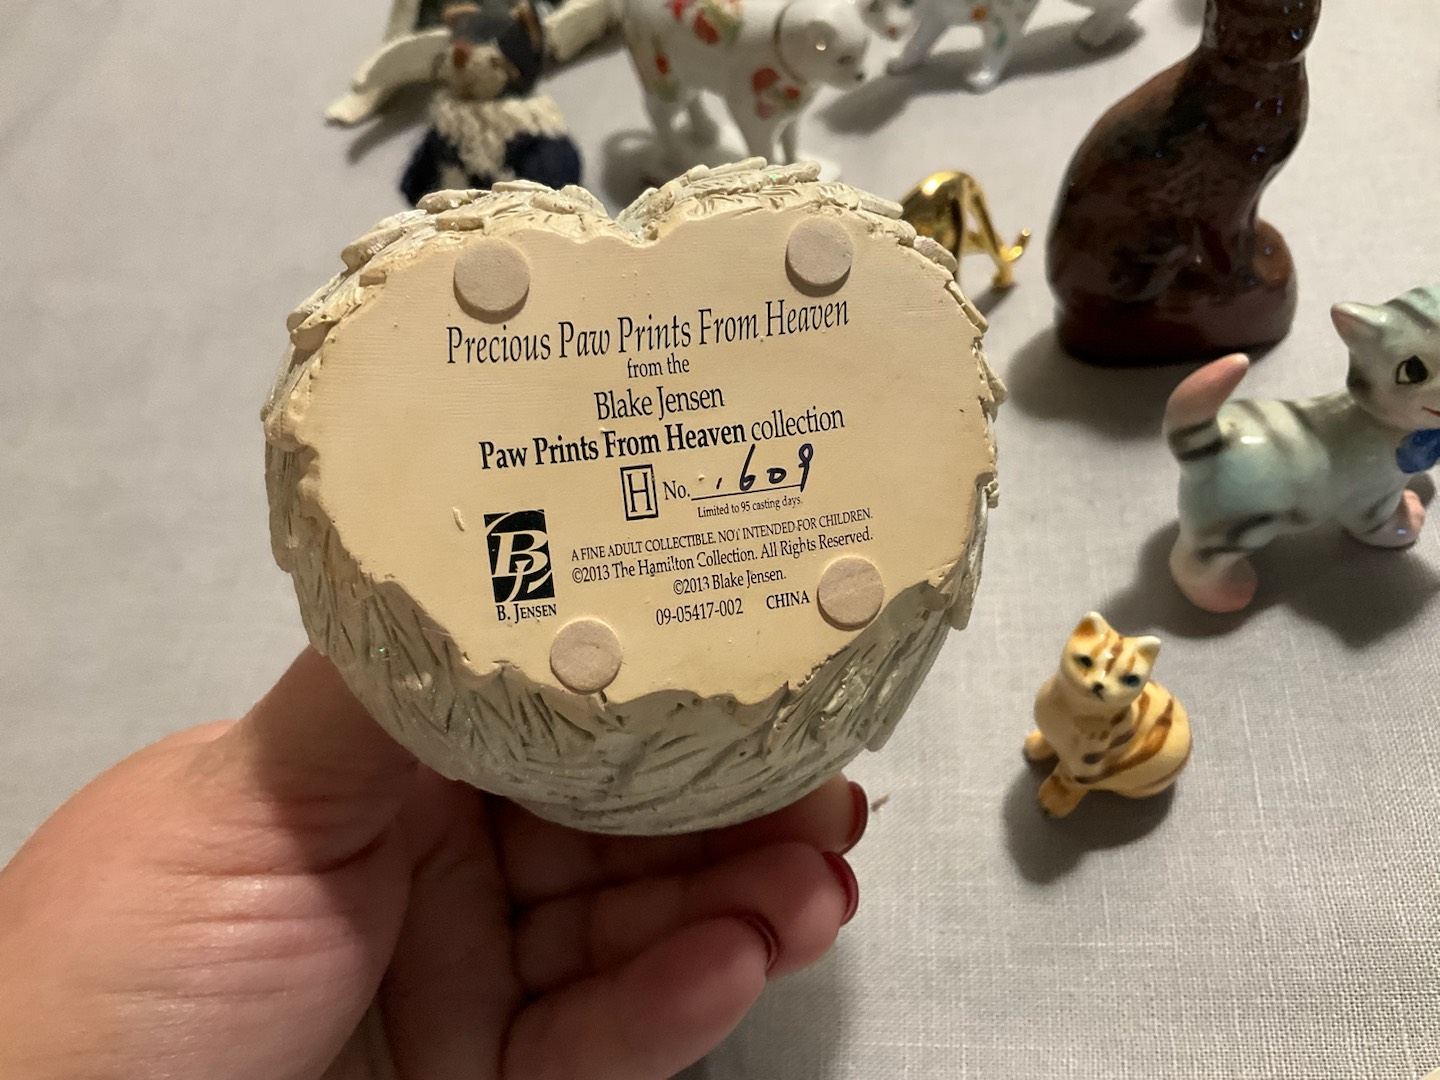 Precious Paw Prints From Heaven
from the
Blake Jensen
Paw Prints From Heaven collection
H No. 1609
Limited to 95 casting days.
A FINE ADULT COLLECTIBLE. NOT INTENDED FOR CHILDREN.
©2013 The Hamilton Collection. All Rights Reserved.
©2013 Blake Jensen.
09-05417-002 CHINA
BJ
B. JENSEN